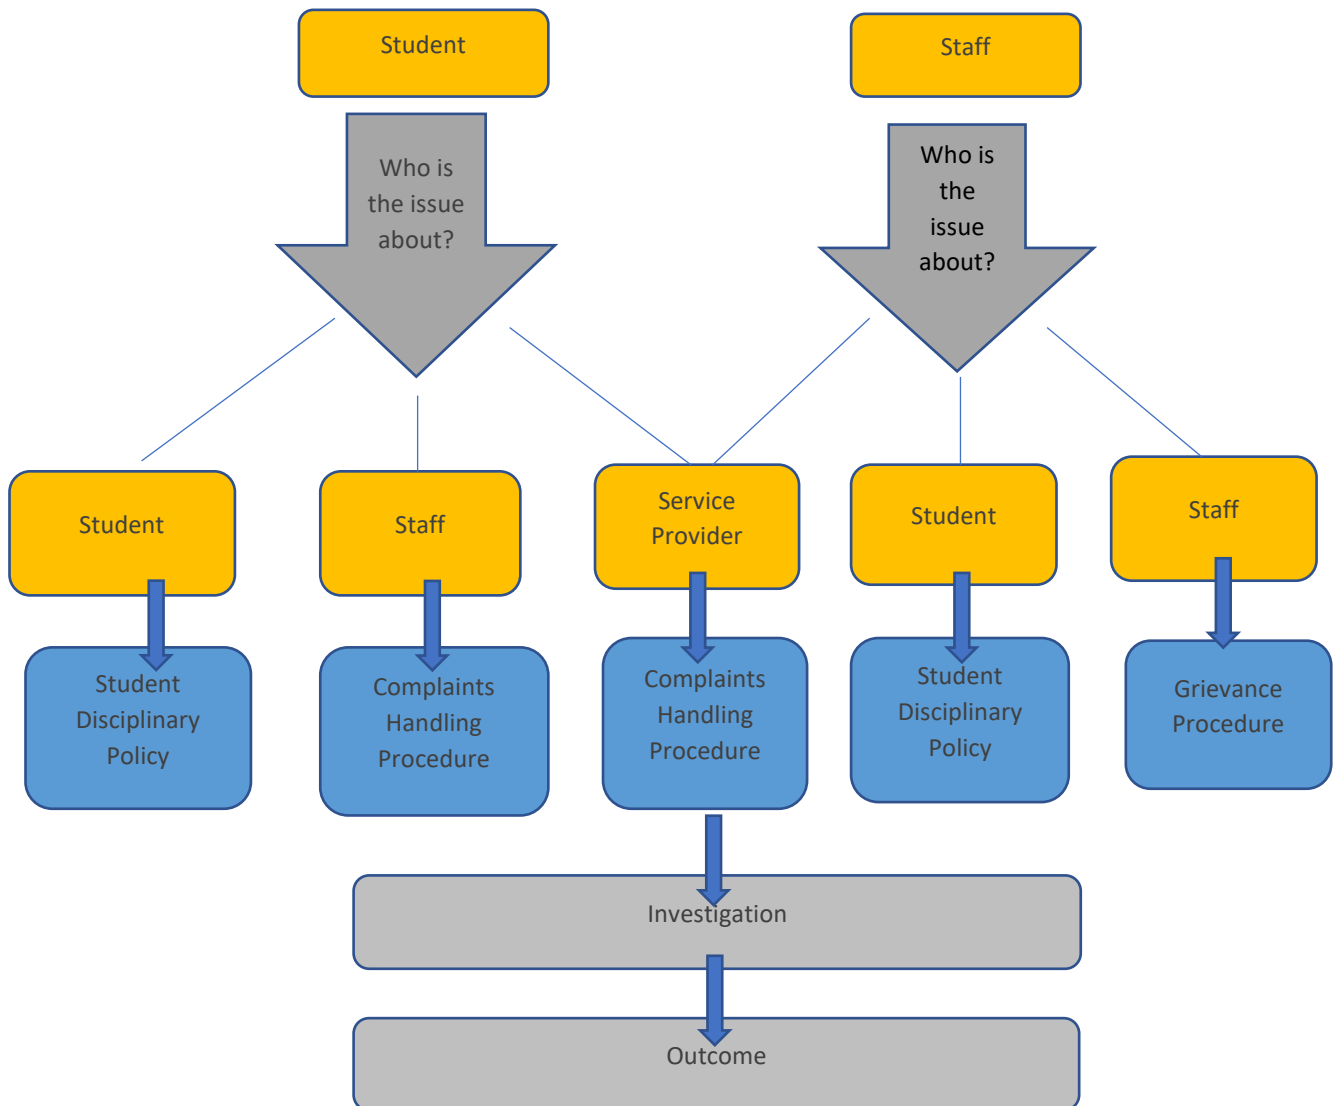 Student
Staff
Who is
the issue
about?
Who is
the
issue
about?
Student
Staff
Service
Provider
Student
Staff
Student
Disciplinary
Policy
Complaints
Handling
Procedure
Complaints
Handling
Procedure
Student
Disciplinary
Policy
Grievance
Procedure
Investigation
Outcome